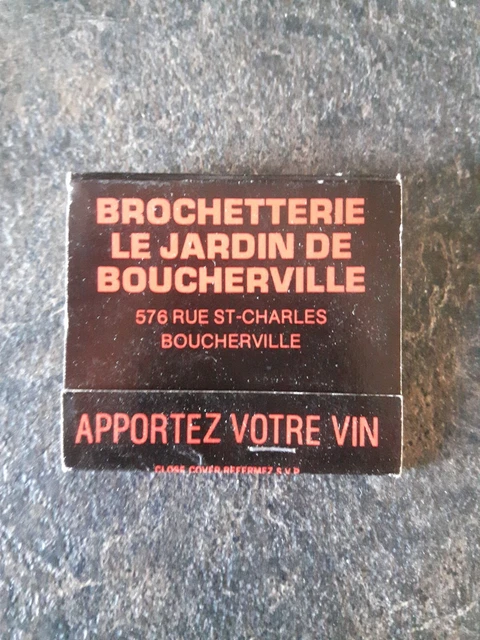 BROCHETTERIE
LE JARDIN DE
BOUCHERVILLE
576 RUE ST-CHARLES
BOUCHERVILLE
APPORTEZ VOTRE VIN
CLOSE COVER REFERMEZ S.V.P.